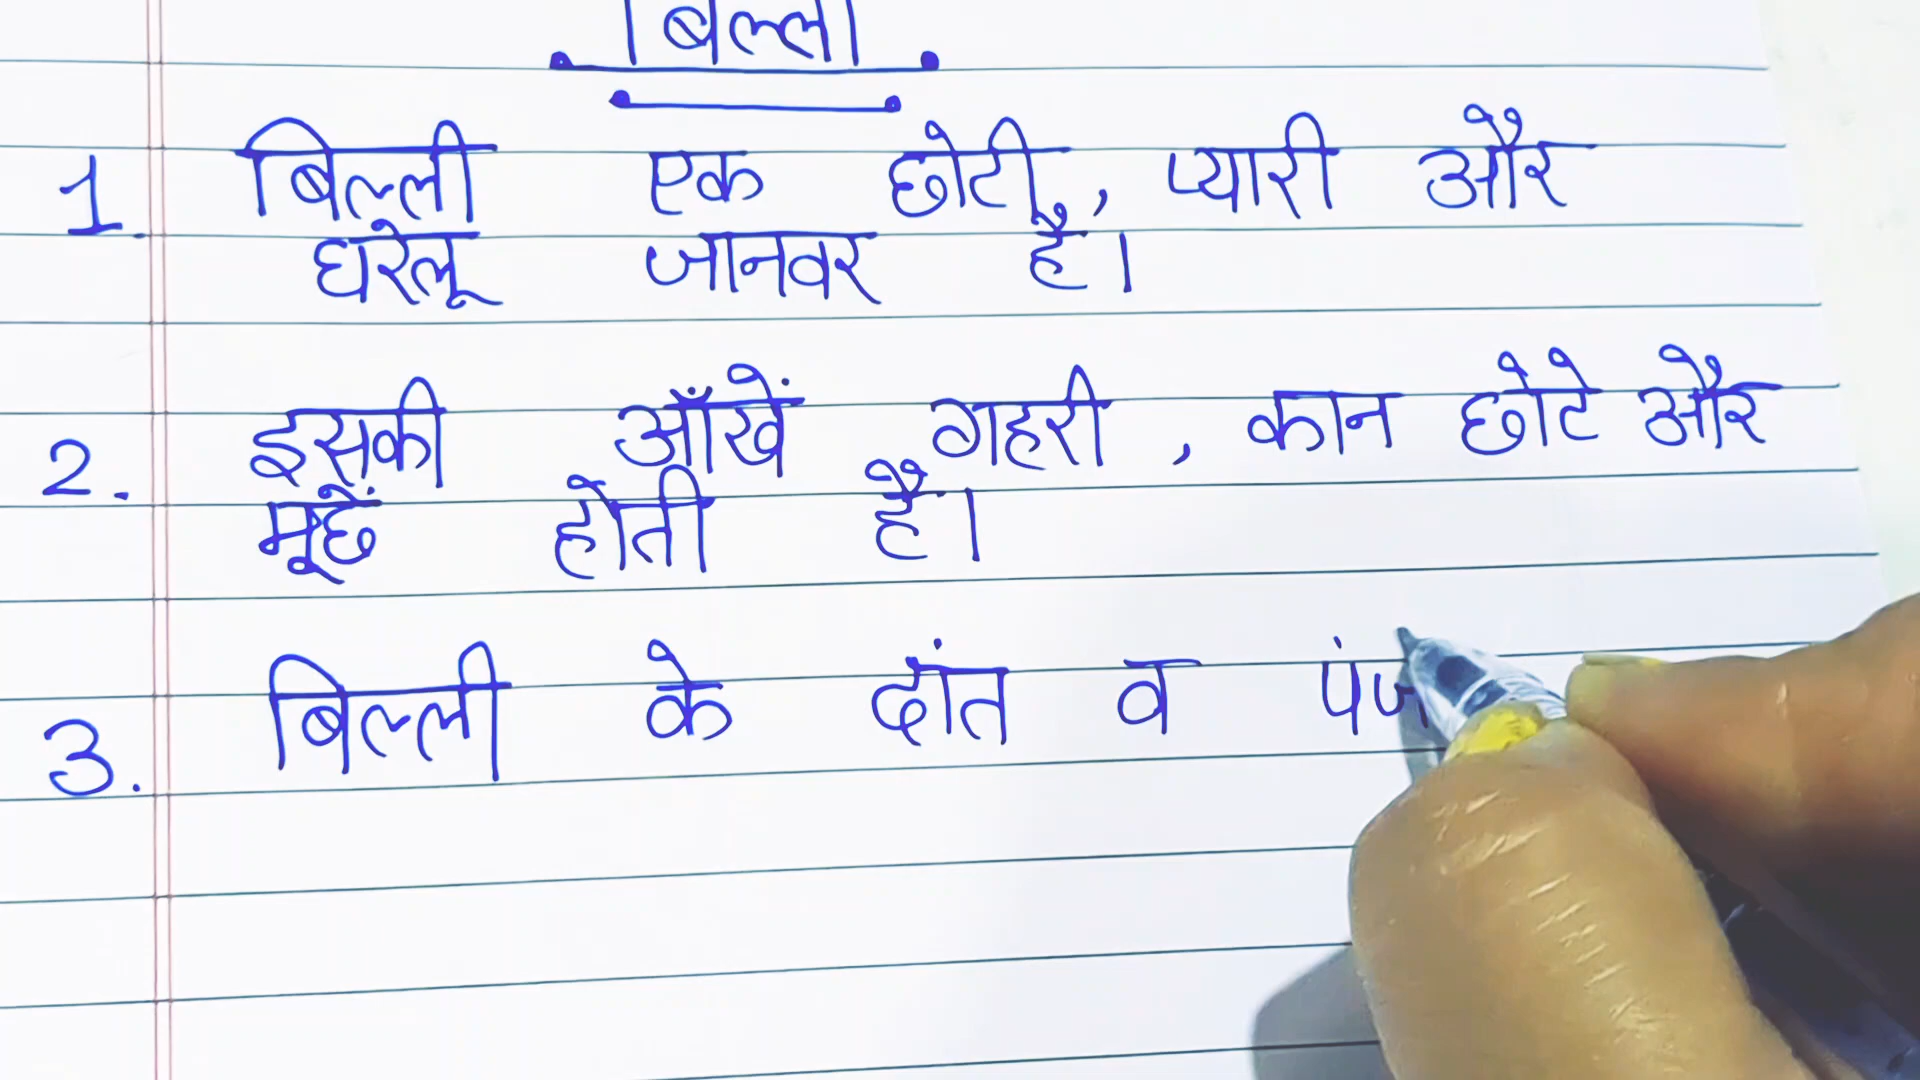 बिल्ली
1. बिल्ली एक छोटी, प्यारी और
घरेलू जानवर है।
2. इसकी आँखें गहरी, कान छोटे और
मूछें होती है।
3. बिल्ली के दांत व